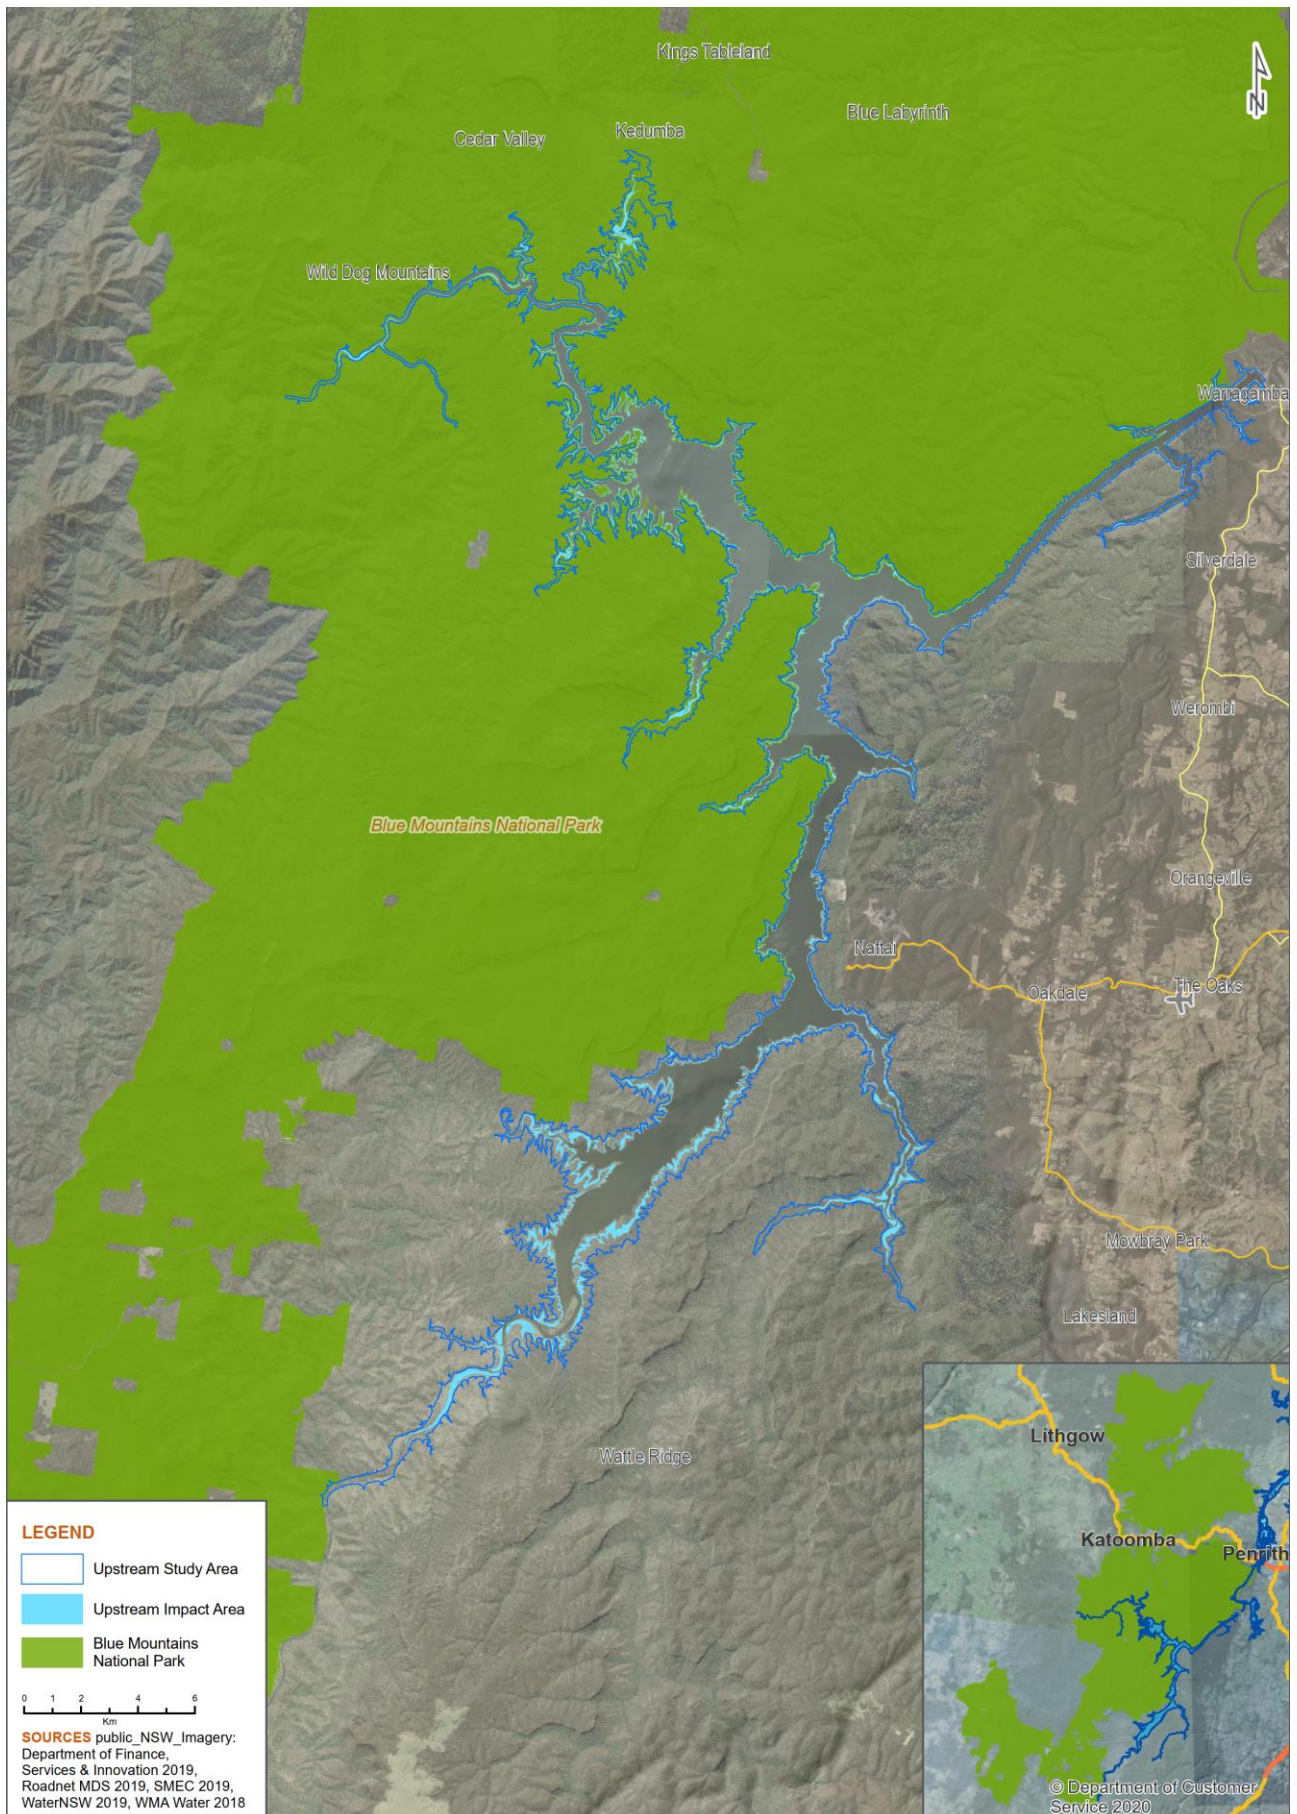 Kings Tableland
N
Blue Labyrinth
Cedar Valley
Kedumba
Wild Dog Mountains
Warragamba
Silverdale
Werombi
Blue Mountains National Park
Orangeville
Nattai
Oakdale
The Oaks
Mowbray Park
Lakesland
Wattle Ridge
LEGEND
Upstream Study Area
Upstream Impact Area
Blue Mountains
National Park
0 1 2 4 6
Km
SOURCES public_NSW_Imagery:
Department of Finance,
Services & Innovation 2019,
Roadnet MDS 2019, SMEC 2019,
WaterNSW 2019, WMA Water 2018
Lithgow
Katoomba
Penrith
© Department of Customer
Service 2020